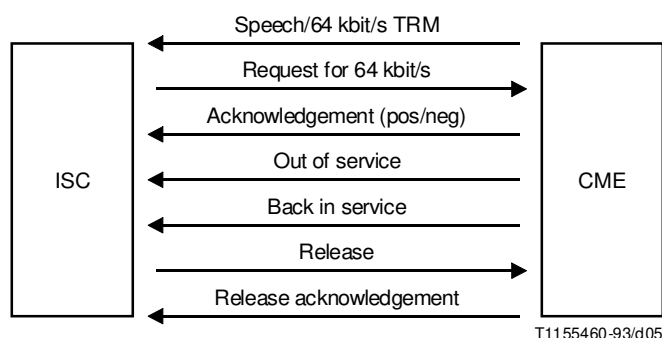 Speech/64 kbit/s TRM
Request for 64 kbit/s
Acknowledgement (pos/neg)
Out of service
ISC
CME
Back in service
Release
Release acknowledgement
T1155460-93/d05